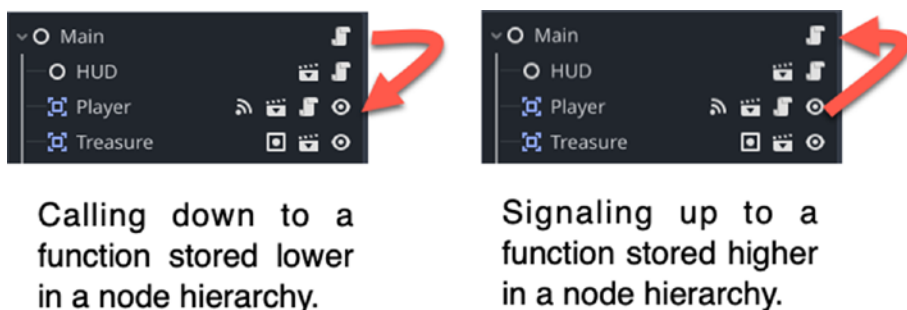 Main
HUD
Player
Treasure
Calling down to a
function stored lower
in a node hierarchy.
Main
HUD
Player
Treasure
Signaling up to a
function stored higher
in a node hierarchy.